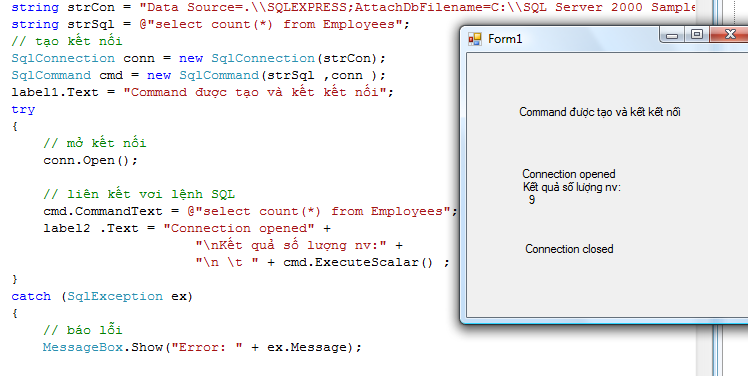 string strCon = "Data Source=.\\SQLEXPRESS;AttachDbFilename=C:\\SQL Server 2000 Sample
string strSql = @"select count(*) from Employees";
// tạo kết nối
SqlConnection conn = new SqlConnection(strCon);
SqlCommand cmd = new SqlCommand(strSql ,conn );
label1.Text = "Command được tạo và kết kết nối";
try
{
// mở kết nối
conn.Open();
// liên kết vơi lệnh SQL
cmd.CommandText = @"select count(*) from Employees";
label2 .Text = "Connection opened" +
"\nKết quả số lượng nv:" +
"\n \t " + cmd.ExecuteScalar() ;
}
catch (SqlException ex)
{
// báo lỗi
MessageBox.Show("Error: " + ex.Message);
Form1
Command được tạo và kết kết nối
Connection opened
Kết quả số lượng nv:
9
Connection closed